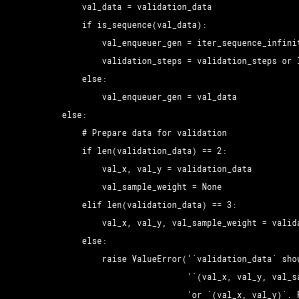 val_data = validation_data
if is_sequence(val_data):
val_enqueuer_gen = iter_sequence_infinit
validation_steps = validation_steps or
else:
val_enqueuer_gen = val_data
else:
# Prepare data for validation
if len(validation_data) == 2:
val_x, val_y = validation_data
val_sample_weight = None
elif len(validation_data) == 3:
val_x, val_y, val_sample_weight = valida
else:
raise ValueError('`validation_data` shou
'`(val_x, val_y, val_sa
'or `(val_x, val_y)`.